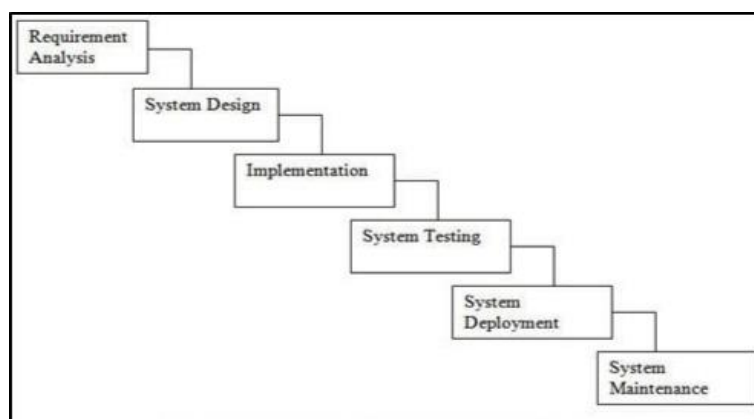 Requirement
Analysis
System Design
Implementation
System Testing
System
Deployment
System
Maintenance